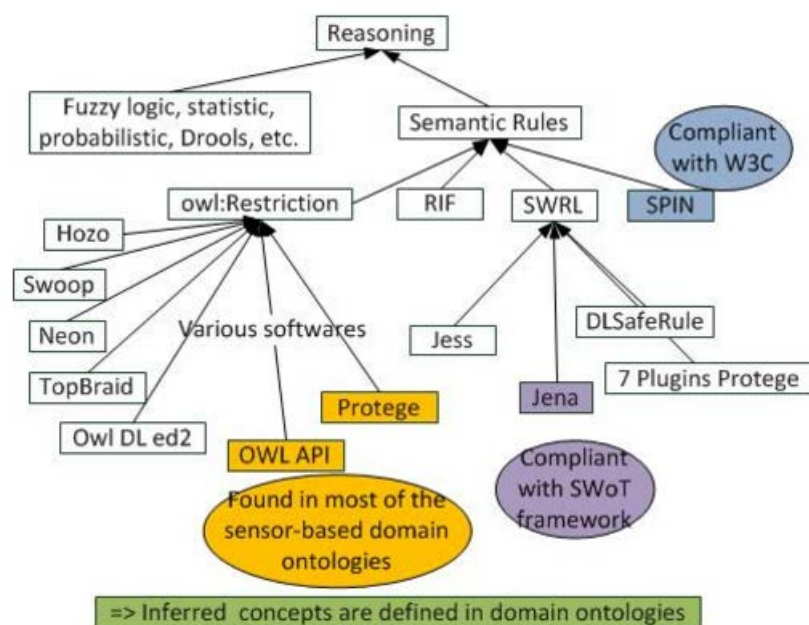 Reasoning
Fuzzy logic, statistic,
probabilistic, Drools, etc.
Semantic Rules
Compliant
with W3C
owl:Restriction
RIF
SWRL
SPIN
Hozo
Swoop
Neon
Various softwares
Jess
DLSafeRule
TopBraid
Protege
Jena
7 Plugins Protege
Owl DL ed2
OWL API
Compliant
with SWoT
framework
Found in most of the
sensor-based domain
ontologies
=> Inferred concepts are defined in domain ontologies